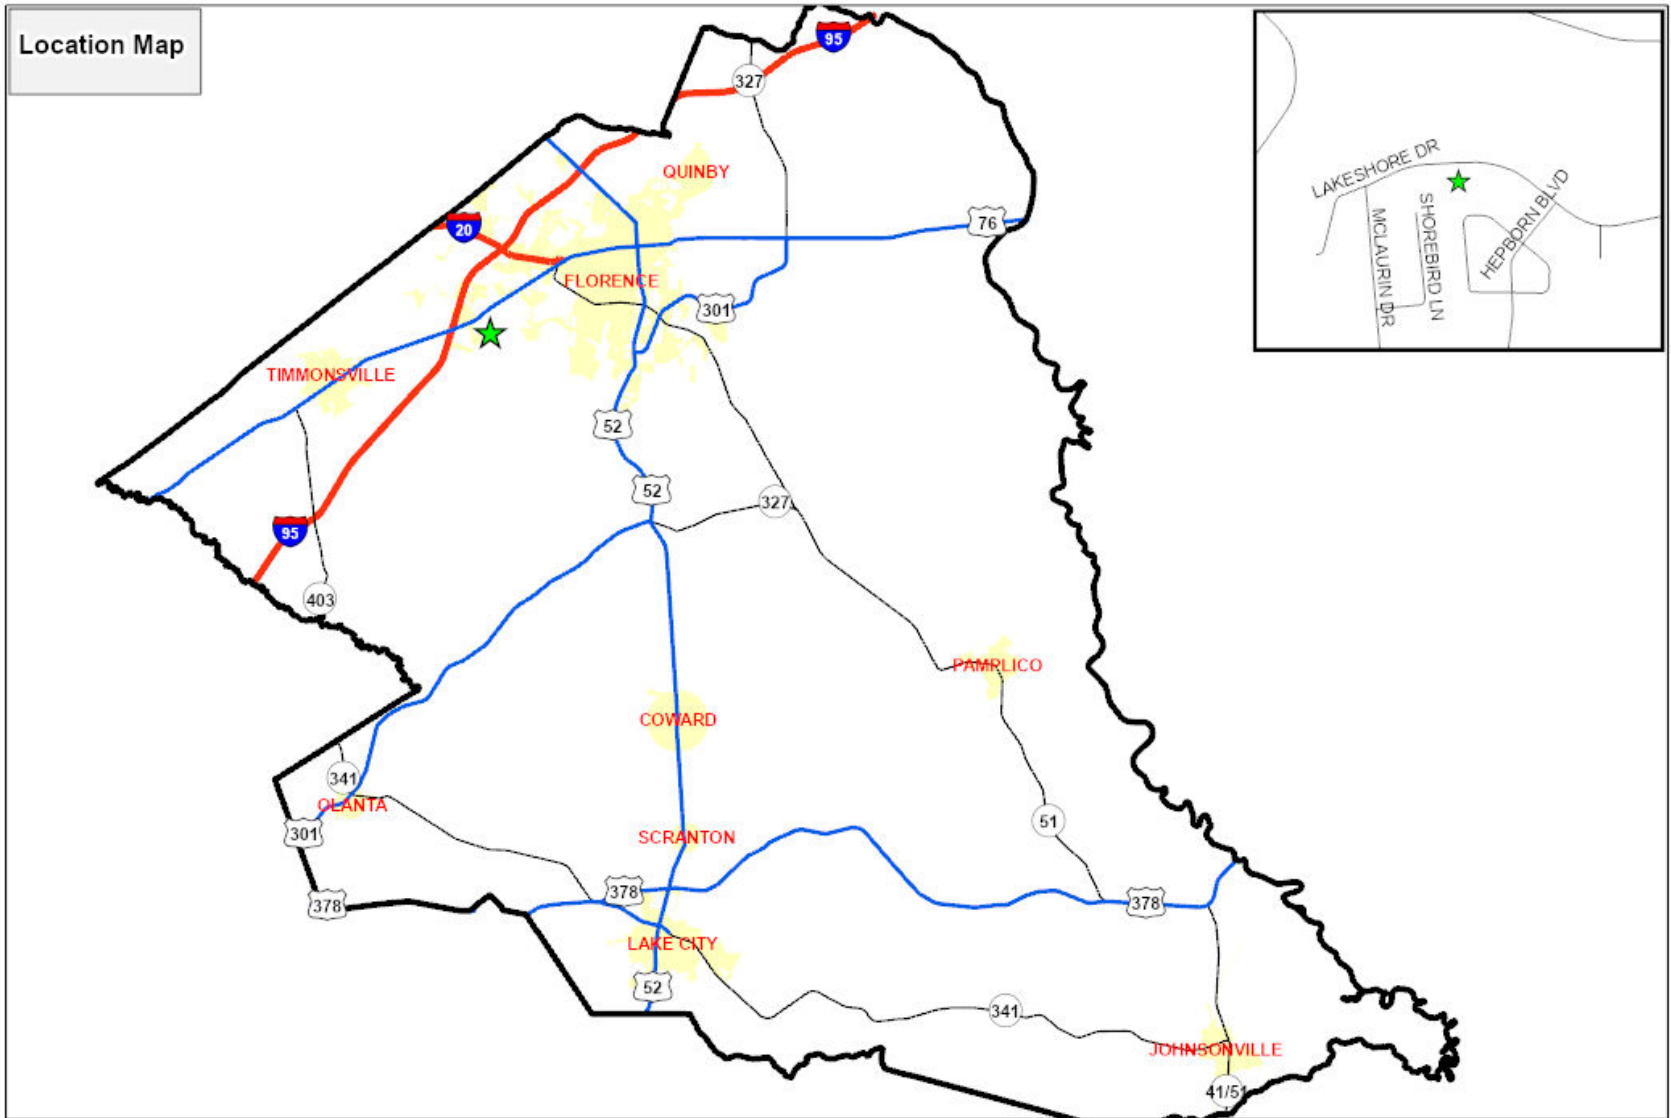 Location Map
95
327
QUINBY
20
76
FLORENCE
301
TIMMONSVILLE
52
52
327
95
403
PAMPLICO
COWARD
341
OLANTA
301
51
SCRANTON
378
378
378
LAKE CITY
52
341
JOHNSONVILLE
41/51
LAKESHORE DR
MCLAURIN DR
SHOREBIRD LN
HEPBORN BLVD